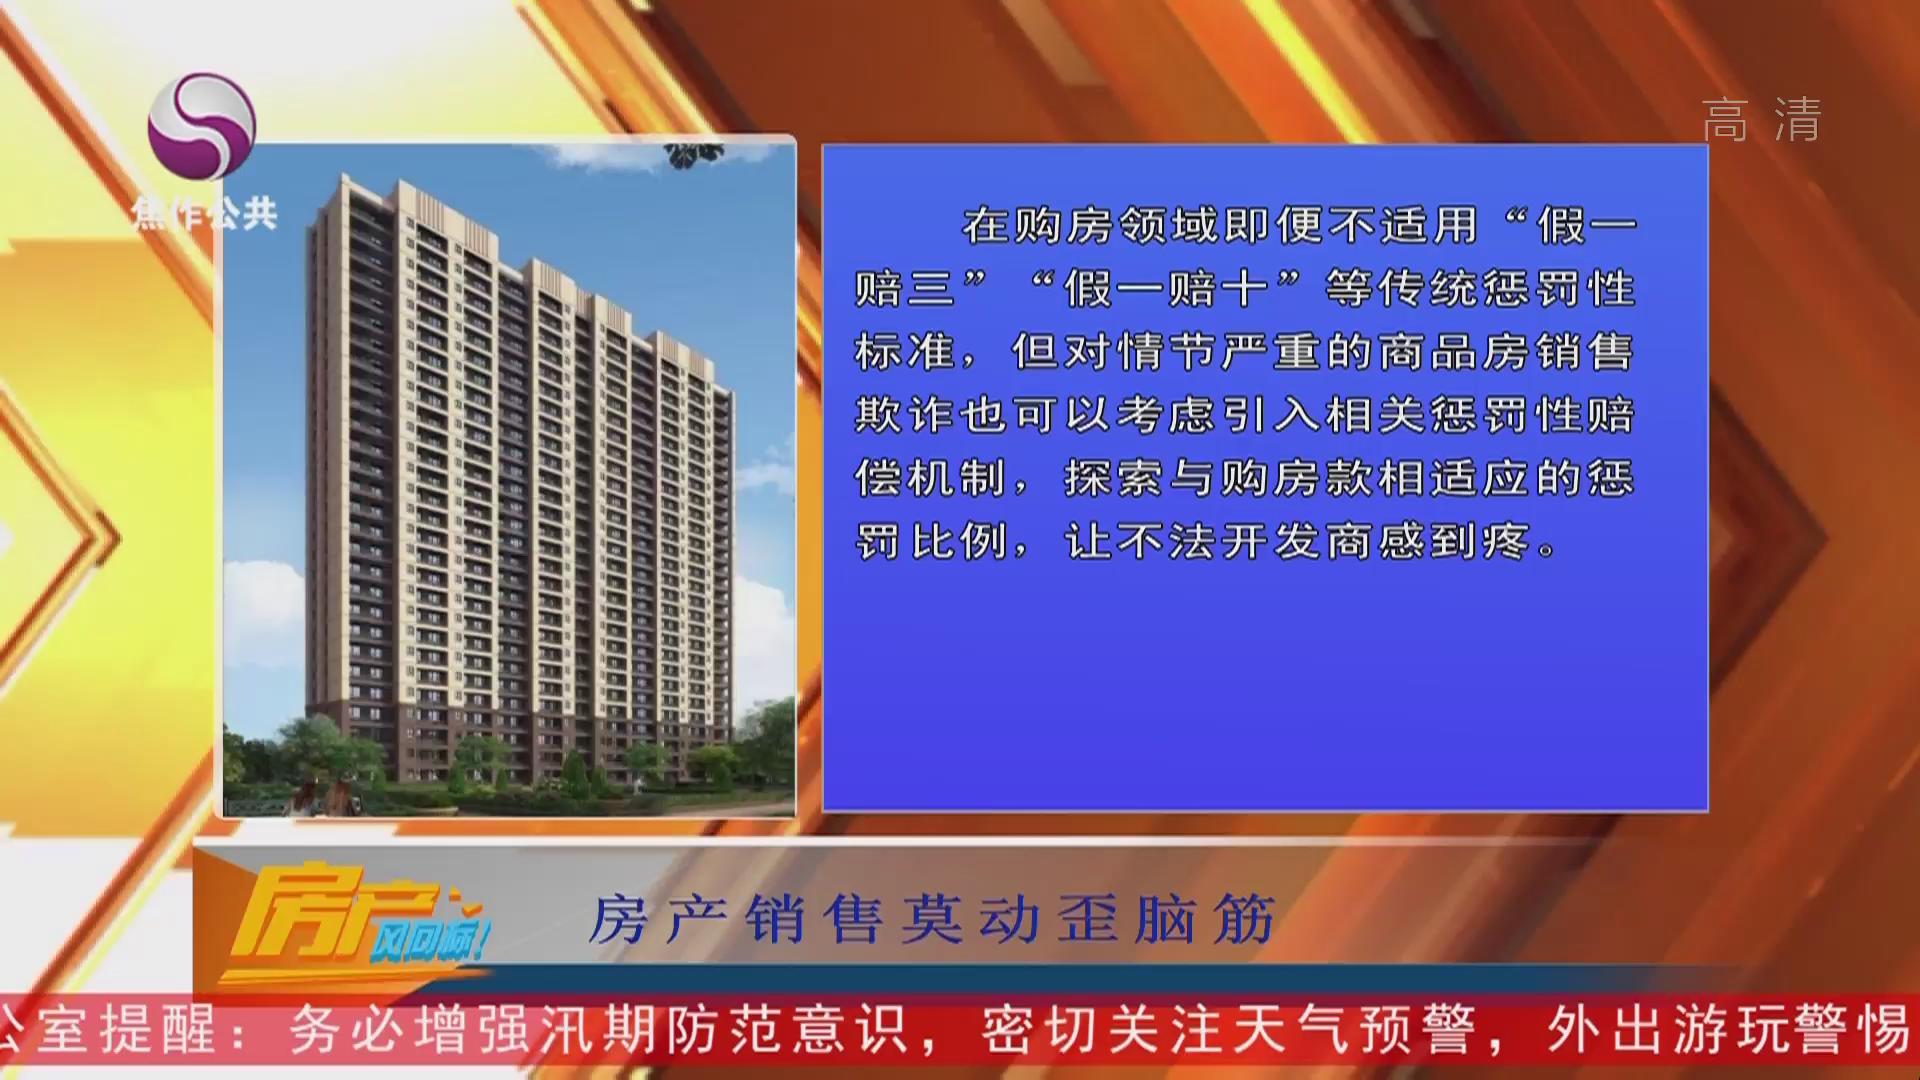 高清
焦作公共
在购房领域即便不适用“假一
赔三”“假一赔十”等传统惩罚性
标准，但对情节严重的商品房销售
欺诈也可以考虑引入相关惩罚性赔
偿机制，探索与购房款相适应的惩
罚比例，让不法开发商感到疼。
房产
风向标！
房产销售莫动歪脑筋
公室提醒：务必增强汛期防范意识，密切关注天气预警，外出游玩警惕